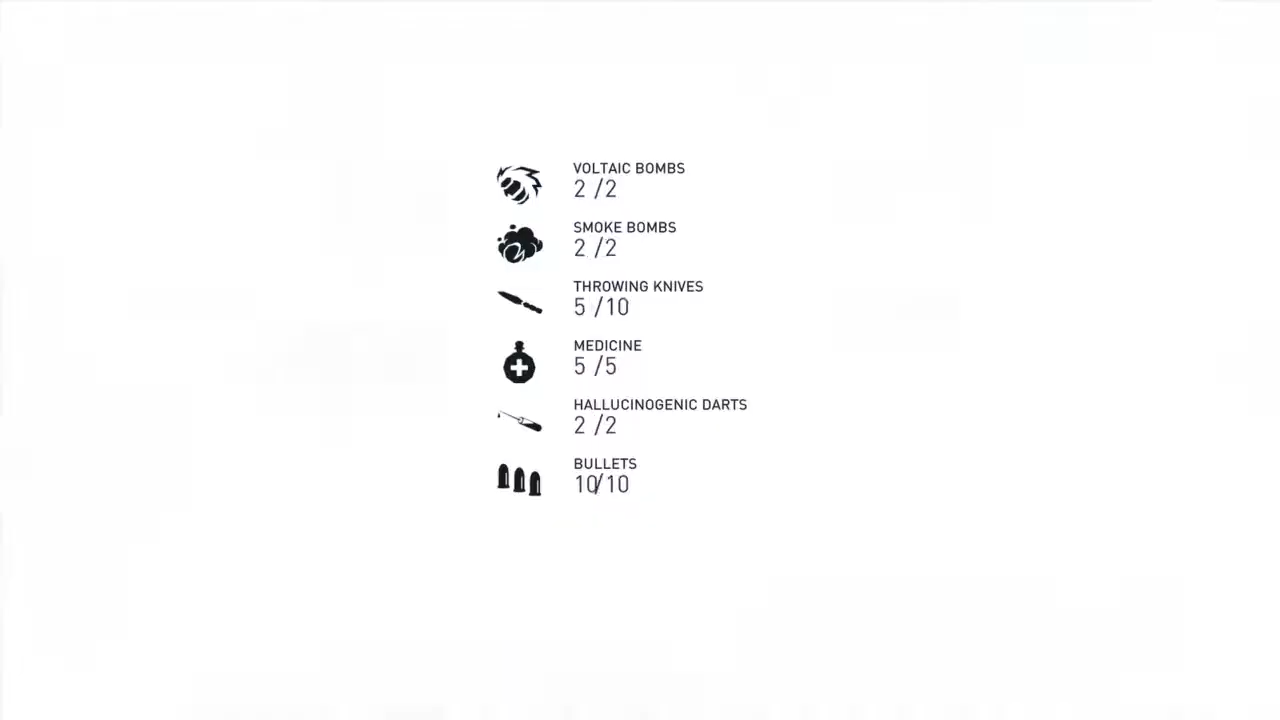 VOLTAIC BOMBS
2 /2
SMOKE BOMBS
2 /2
THROWING KNIVES
5 /10
MEDICINE
5 /5
HALLUCINOGENIC DARTS
2 /2
BULLETS
10/10